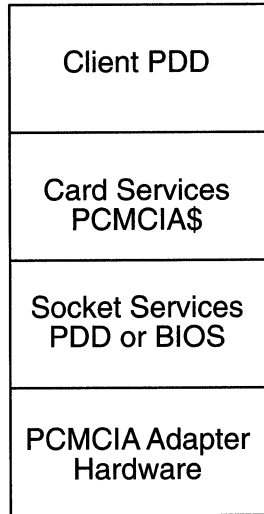 Client PDD
Card Services
PCMCIA$
Socket Services
PDD or BIOS
PCMCIA Adapter
Hardware